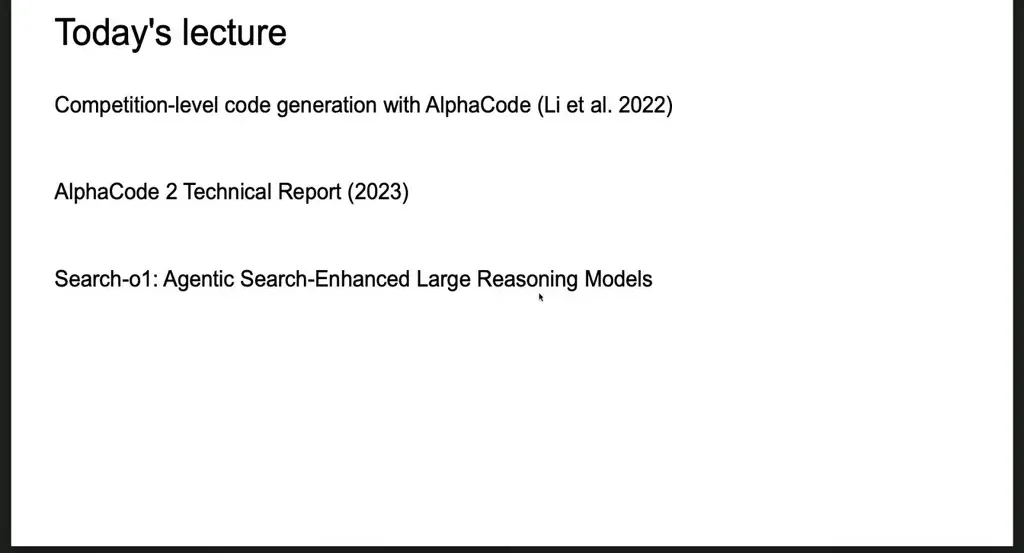 Today's lecture
Competition-level code generation with AlphaCode (Li et al. 2022)
AlphaCode 2 Technical Report (2023)
Search-o1: Agentic Search-Enhanced Large Reasoning Models